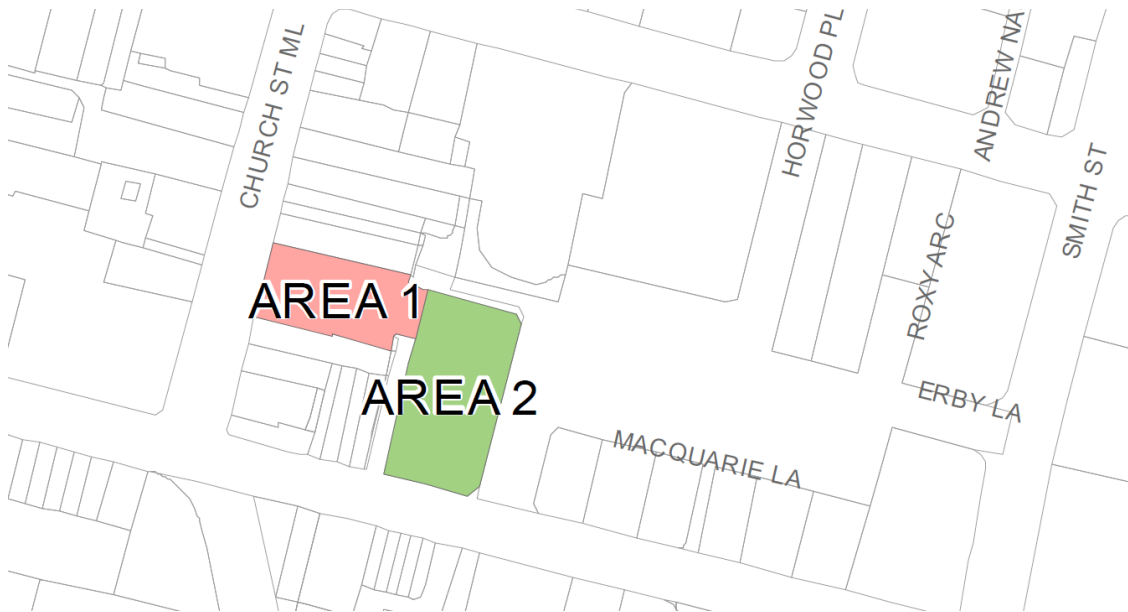 CHURCH ST ML
HORWOOD PL
ANDREW NA
SMITH ST
ROXY ARC
AREA 1
AREA 2
ERBY LA
MACQUARIE LA